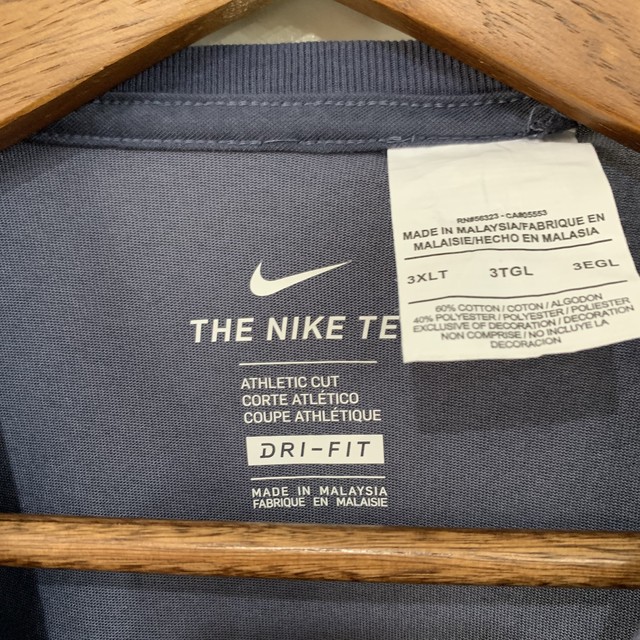 RN#56323 - CA#05553
MADE IN MALAYSIA/FABRIQUE EN
MALAISIE/HECHO EN MALASIA
3XLT 3TGL 3EGL
60% COTTON / COTON / ALGODON
40% POLYESTER / POLYESTER / POLIESTER
EXCLUSIVE OF DECORATION / DECORATION
NON COMPRISE / NO INCLUYE LA
DECORACION
THE NIKE TE
ATHLETIC CUT
CORTE ATLÉTICO
COUPE ATHLÉTIQUE
DRI-FIT
MADE IN MALAYSIA
FABRIQUE EN MALAISIE